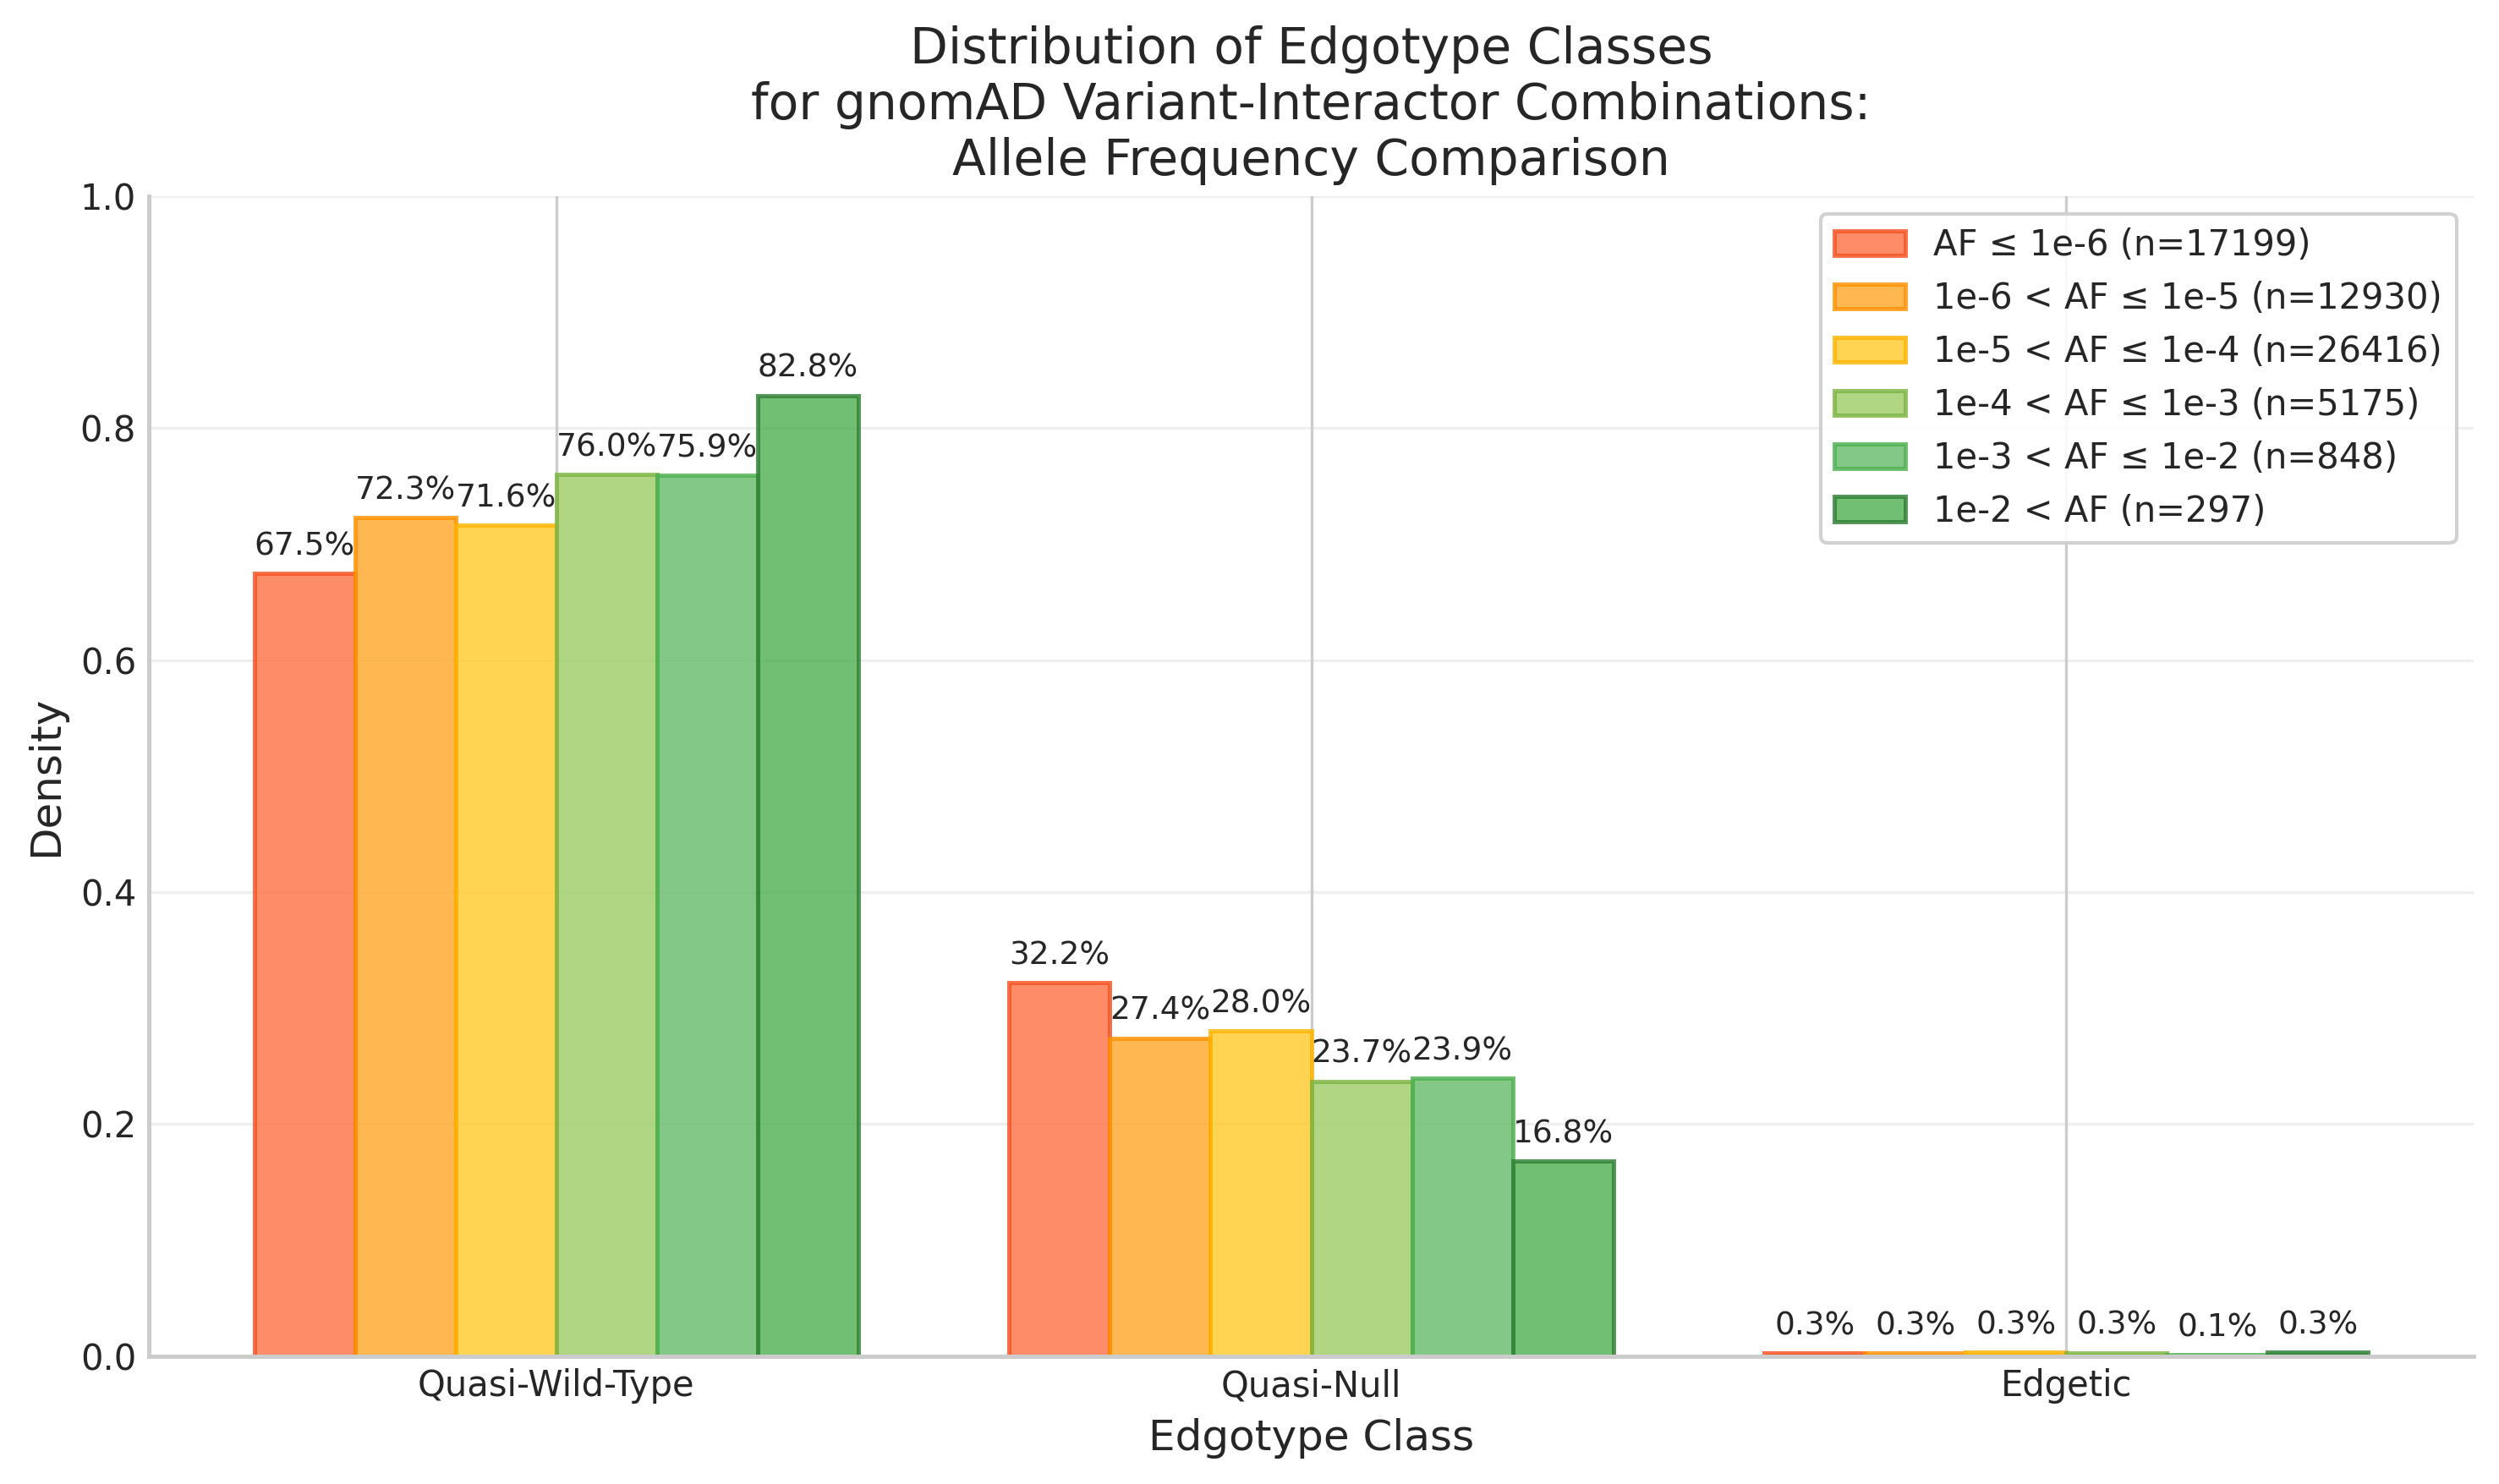 Distribution of Edgotype Classes
for gnomAD Variant-Interactor Combinations:
Allele Frequency Comparison
1.0
0.8
0.6
0.4
0.2
0.0
Density
AF ≤ 1e-6 (n=17199)
1e-6 < AF ≤ 1e-5 (n=12930)
1e-5 < AF ≤ 1e-4 (n=26416)
1e-4 < AF ≤ 1e-3 (n=5175)
1e-3 < AF ≤ 1e-2 (n=848)
1e-2 < AF (n=297)
67.5%
72.3%
71.6%
76.0%
75.9%
82.8%
32.2%
27.4%
28.0%
23.7%
23.9%
16.8%
0.3%
0.3%
0.3%
0.3%
0.1%
0.3%
Quasi-Wild-Type
Quasi-Null
Edgetic
Edgotype Class